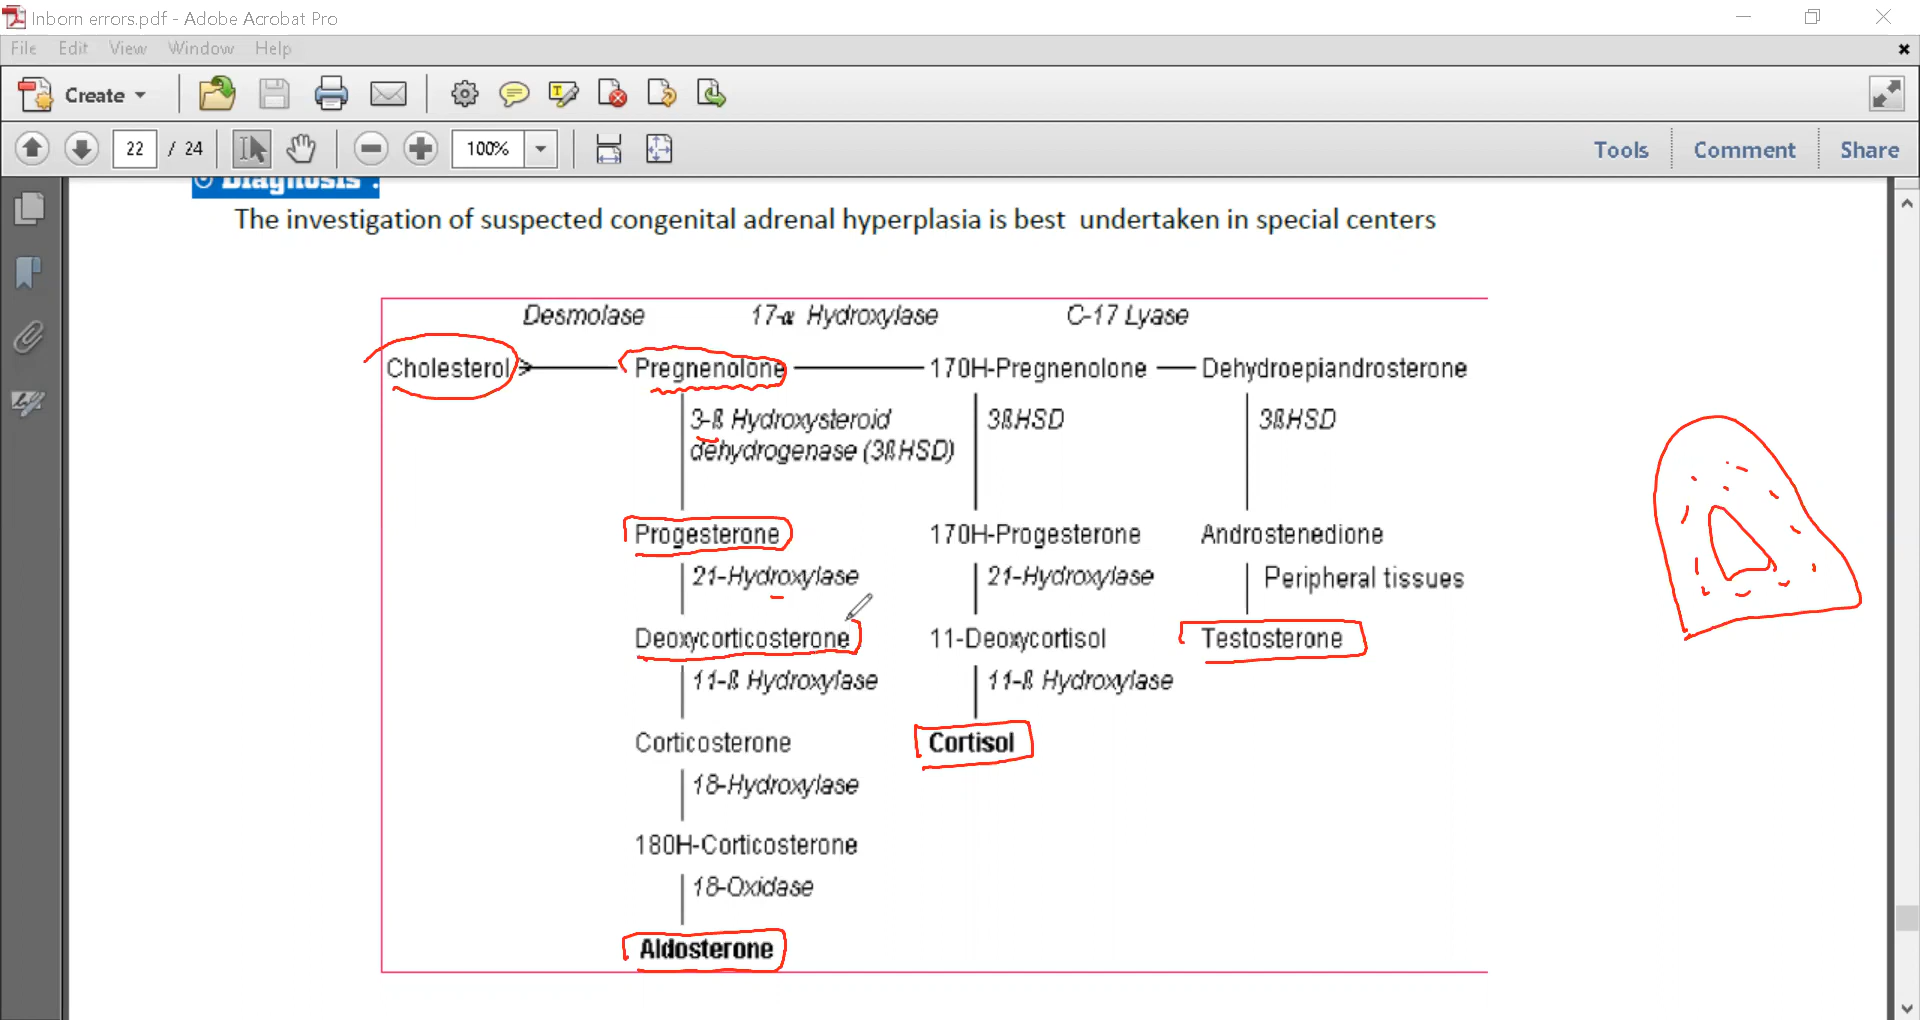 Inborn errors.pdf - Adobe Acrobat Pro
File Edit View Window Help
Create
22 / 24 100% Tools Comment Share
Diagnosis :
The investigation of suspected congenital adrenal hyperplasia is best undertaken in special centers
Desmolase 17-α Hydroxylase C-17 Lyase
Cholesterol Pregnenolone 170H-Pregnenolone Dehydroepiandrosterone
3-ß Hydroxysteroid 3ßHSD 3ßHSD
dehydrogenase (3ßHSD)
Progesterone 170H-Progesterone Androstenedione
21-Hydroxylase 21-Hydroxylase Peripheral tissues
Deoxycorticosterone 11-Deoxycortisol Testosterone
11-ß Hydroxylase 11-ß Hydroxylase
Corticosterone Cortisol
18-Hydroxylase
180H-Corticosterone
18-Oxidase
Aldosterone